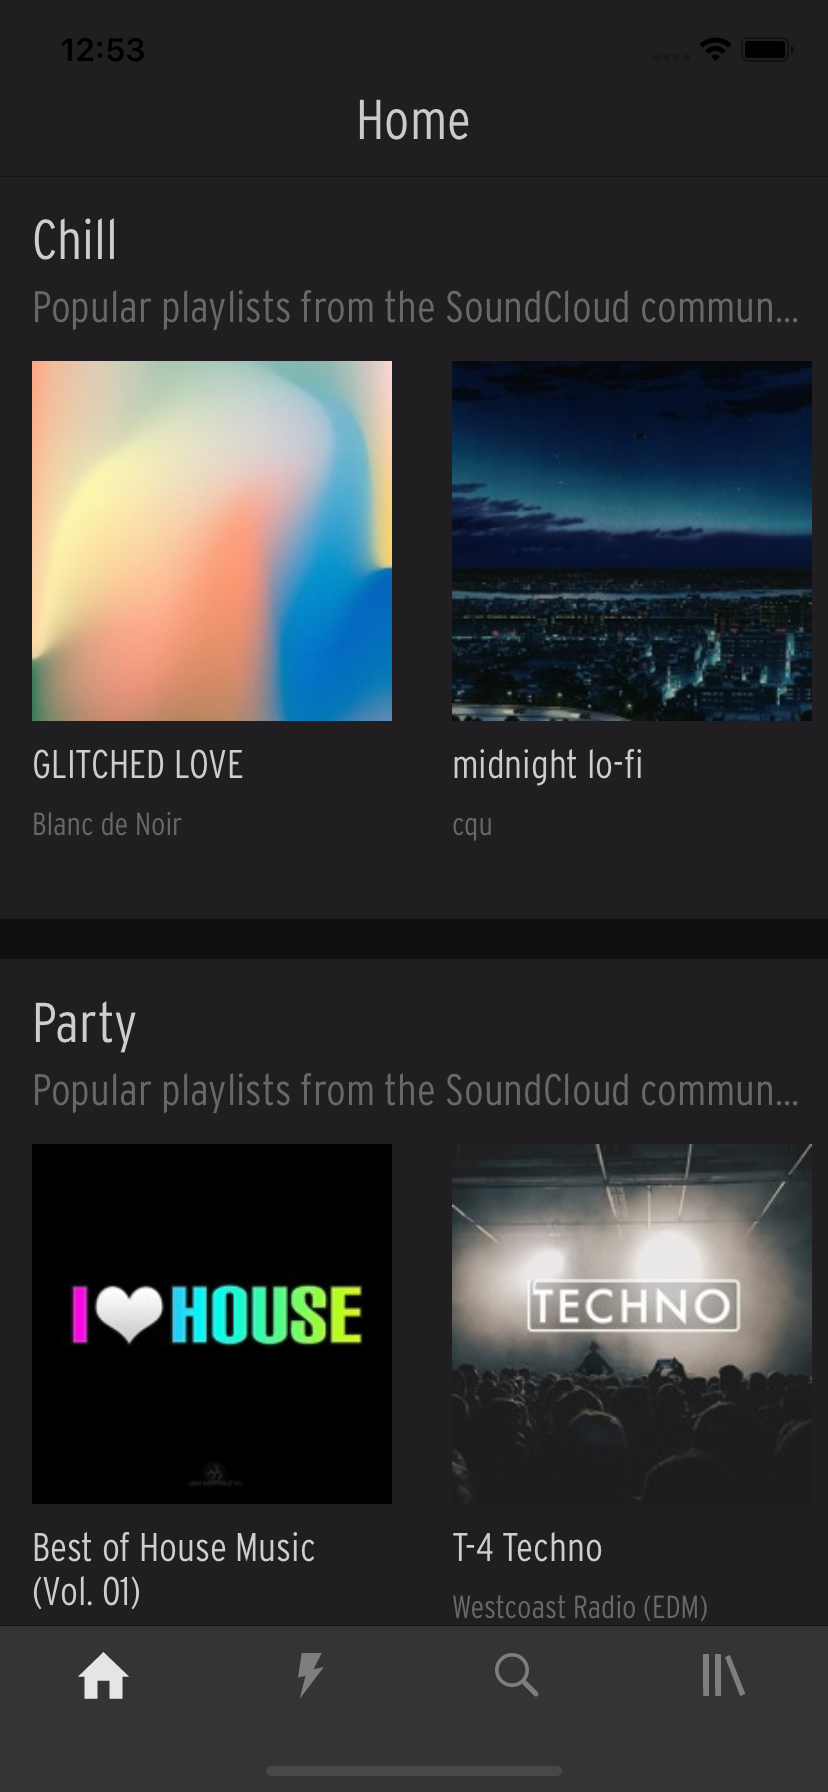 12:53
Home
Chill
Popular playlists from the SoundCloud commun...
GLITCHED LOVE
midnight lo-fi
Blanc de Noir
cqu
Party
Popular playlists from the SoundCloud commun...
I HOUSE
TECHNO
Best of House Music
(Vol. 01)
T-4 Techno
Westcoast Radio (EDM)